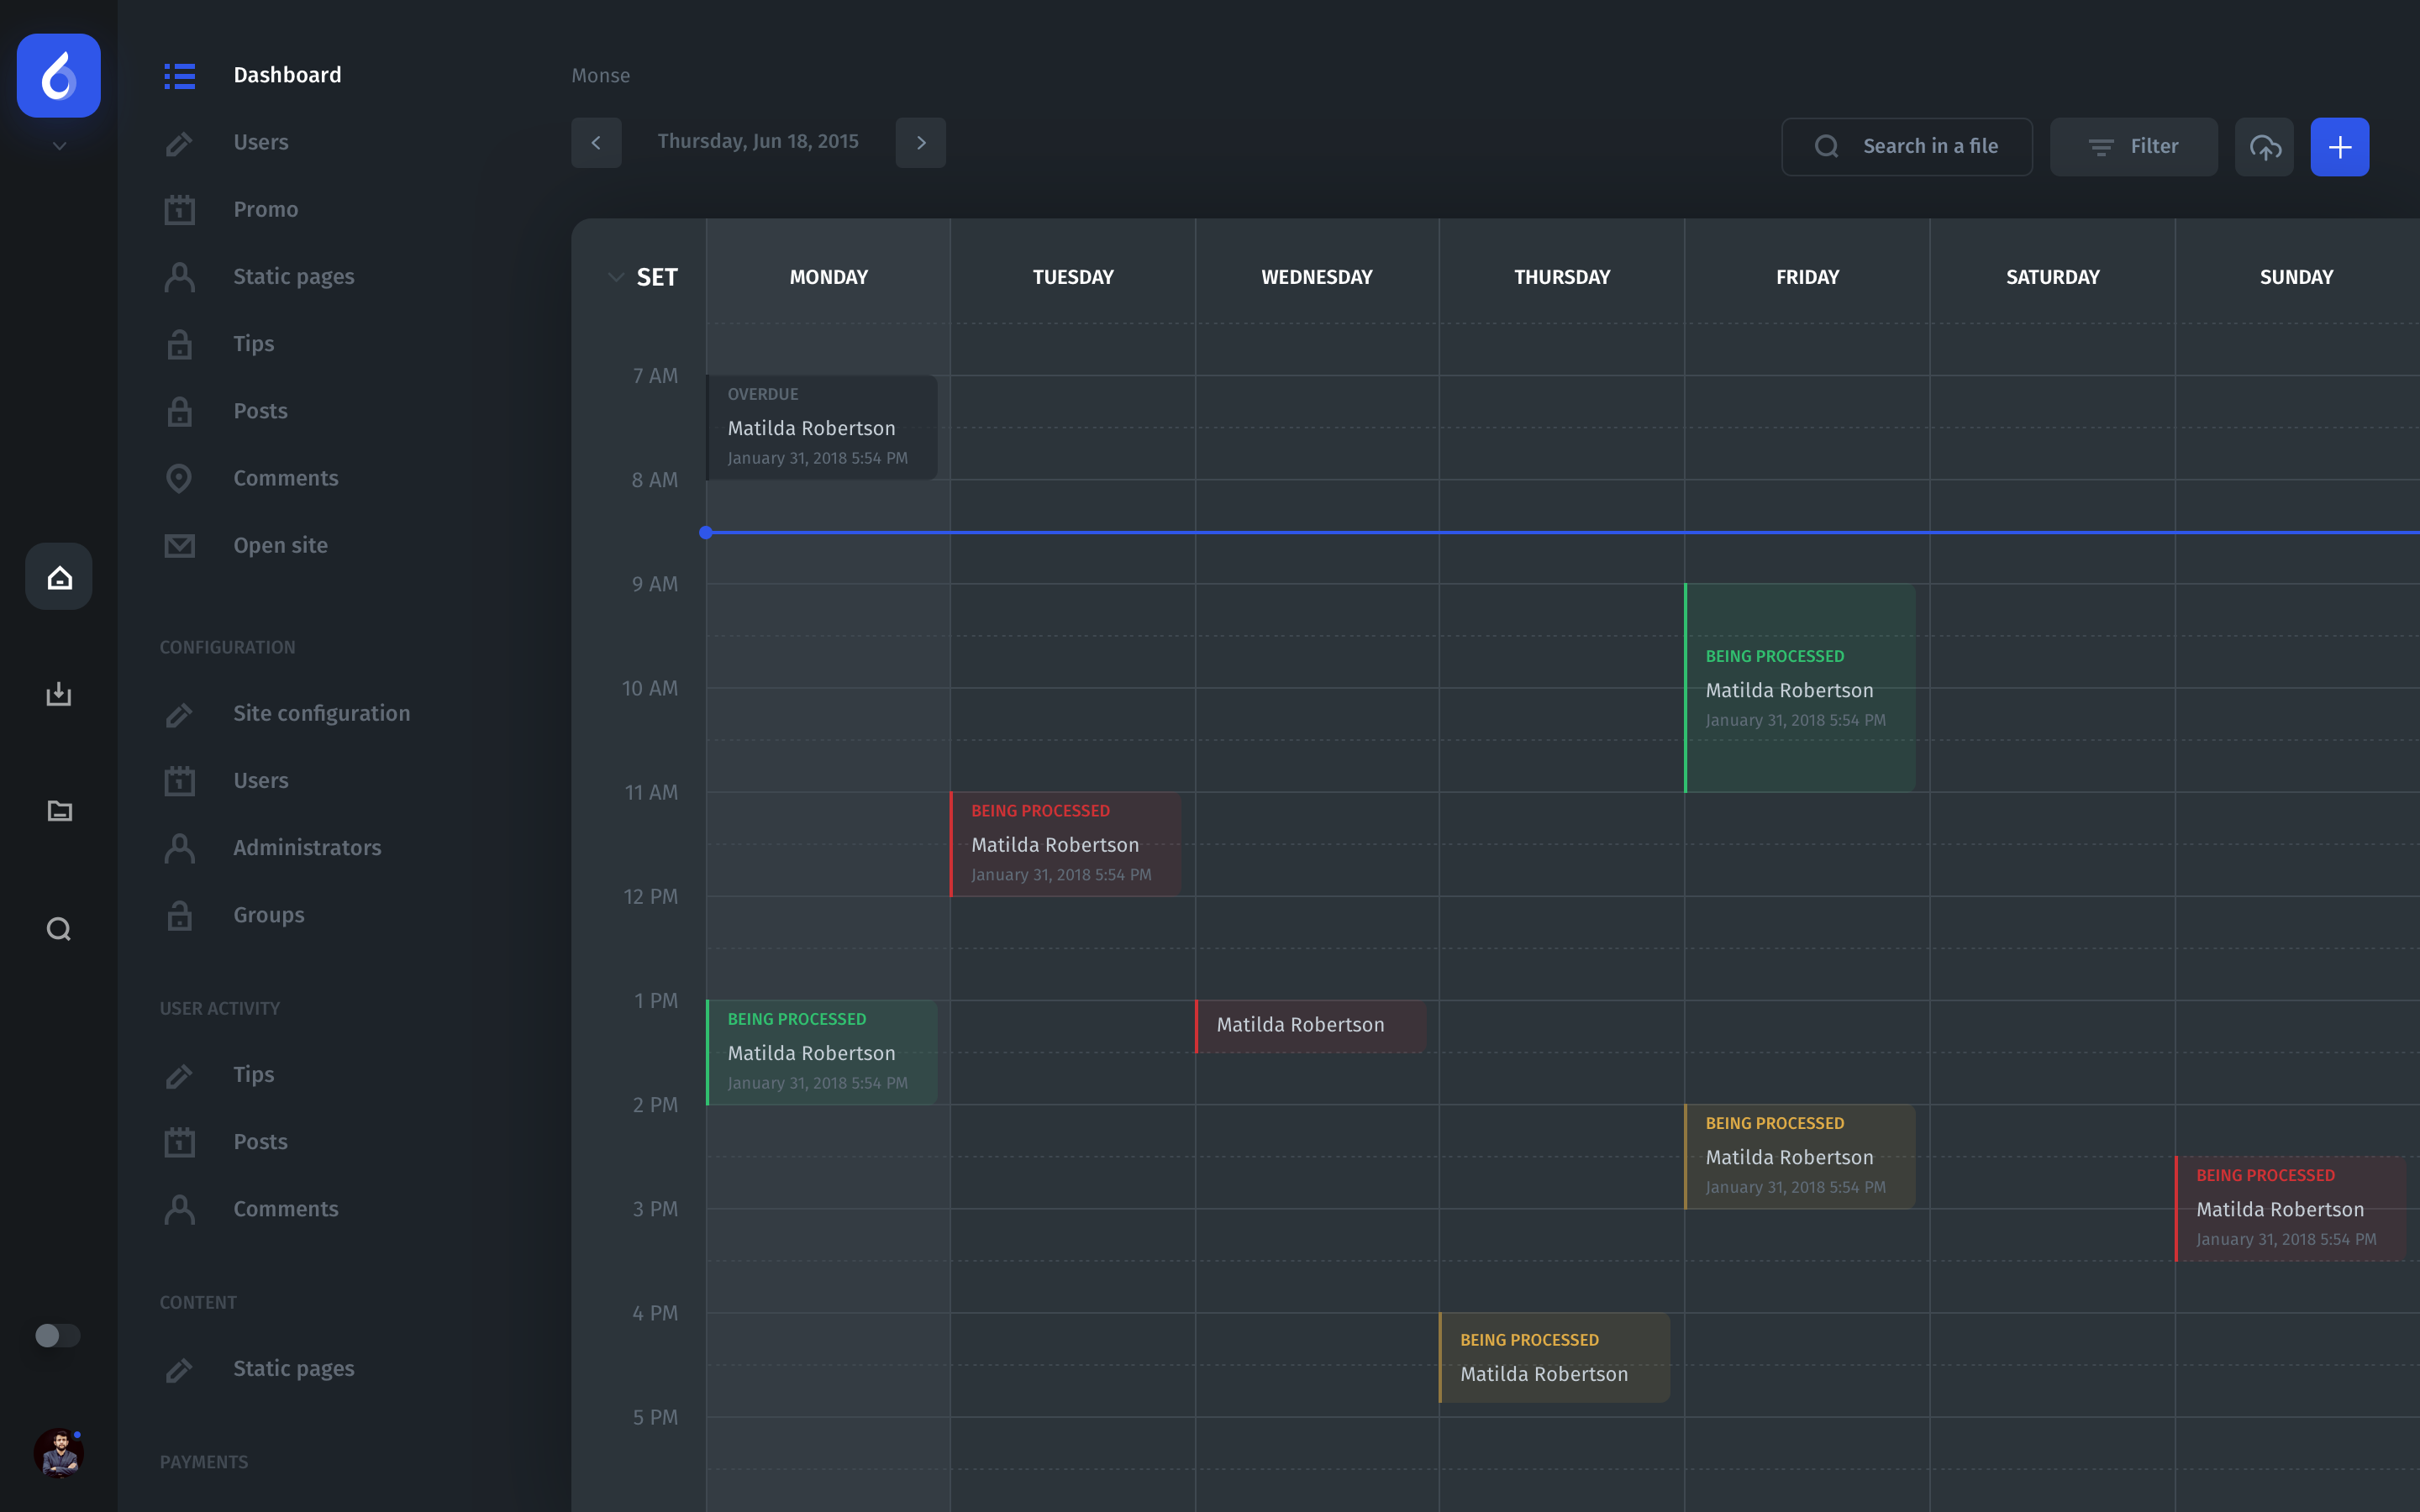 Dashboard
Users
Promo
Static pages
Tips
Posts
Comments
Open site
CONFIGURATION
Site configuration
Users
Administrators
Groups
USER ACTIVITY
Tips
Posts
Comments
CONTENT
Static pages
PAYMENTS
Monse
Thursday, Jun 18, 2015
Search in a file
Filter
SET
MONDAY
TUESDAY
WEDNESDAY
THURSDAY
FRIDAY
SATURDAY
SUNDAY
7 AM
8 AM
9 AM
10 AM
11 AM
12 PM
1 PM
2 PM
3 PM
4 PM
5 PM
OVERDUE
Matilda Robertson
January 31, 2018 5:54 PM
BEING PROCESSED
Matilda Robertson
January 31, 2018 5:54 PM
BEING PROCESSED
Matilda Robertson
January 31, 2018 5:54 PM
Matilda Robertson
BEING PROCESSED
Matilda Robertson
BEING PROCESSED
Matilda Robertson
January 31, 2018 5:54 PM
BEING PROCESSED
Matilda Robertson
January 31, 2018 5:54 PM
BEING PROCESSED
Matilda Robertson
January 31, 2018 5:54 PM